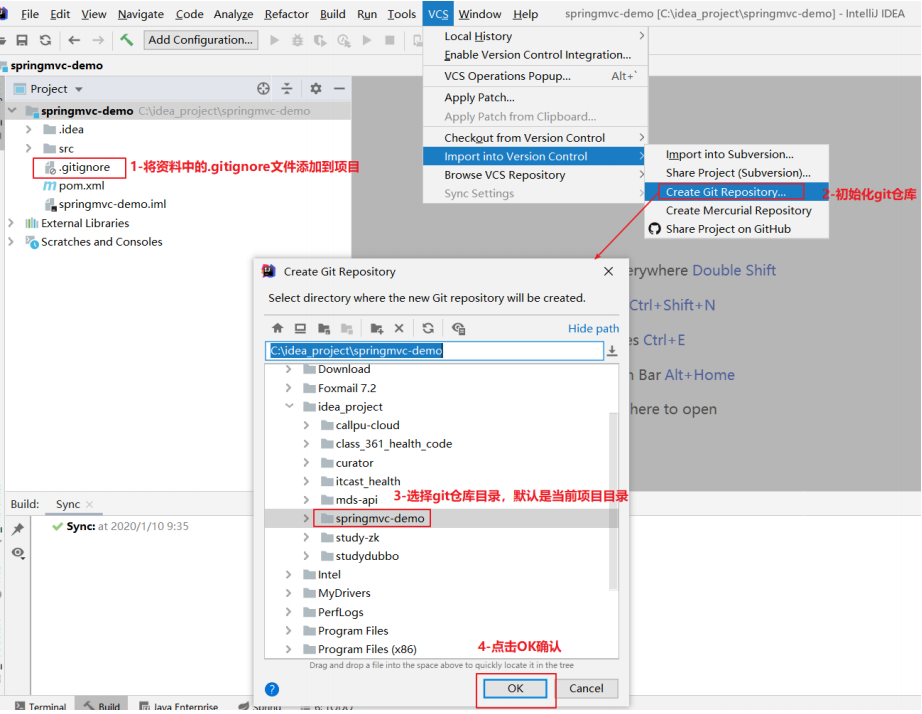 File Edit View Navigate Code Analyze Refactor Build Run Tools VCS Window Help springmvc-demo [C:\idea_project\springmvc-demo] - IntelliJ IDEA
Add Configuration...
springmvc-demo
Project
springmvc-demo C:\idea_project\springmvc-demo
.idea
src
.gitignore
1-将资料中的.gitignore文件添加到项目
pom.xml
springmvc-demo.iml
External Libraries
Scratches and Consoles
Local History
Enable Version Control Integration...
VCS Operations Popup... Alt+`
Apply Patch...
Apply Patch from Clipboard...
Checkout from Version Control
Import into Version Control
Browse VCS Repository
Sync Settings
Import into Subversion...
Share Project (Subversion)...
Create Git Repository...
2-初始化git仓库
Create Mercurial Repository
Share Project on GitHub
erywhere Double Shift
Ctrl+Shift+N
es Ctrl+E
n Bar Alt+Home
here to open
Create Git Repository
Select directory where the new Git repository will be created.
Hide path
C:\idea_project\springmvc-demo
Download
Foxmail 7.2
idea_project
callpu-cloud
class_361_health_code
curator
itcast_health
mds-api
3-选择git仓库目录，默认是当前项目目录
springmvc-demo
study-zk
studydubbo
Intel
MyDrivers
PerfLogs
Program Files
Program Files (x86)
4-点击OK确认
Drag and drop a file into the space above to quickly locate it in the tree
? OK Cancel
Build: Sync
Sync: at 2020/1/10 9:35
Terminal Build Java Enterprise Spring 6: TODO